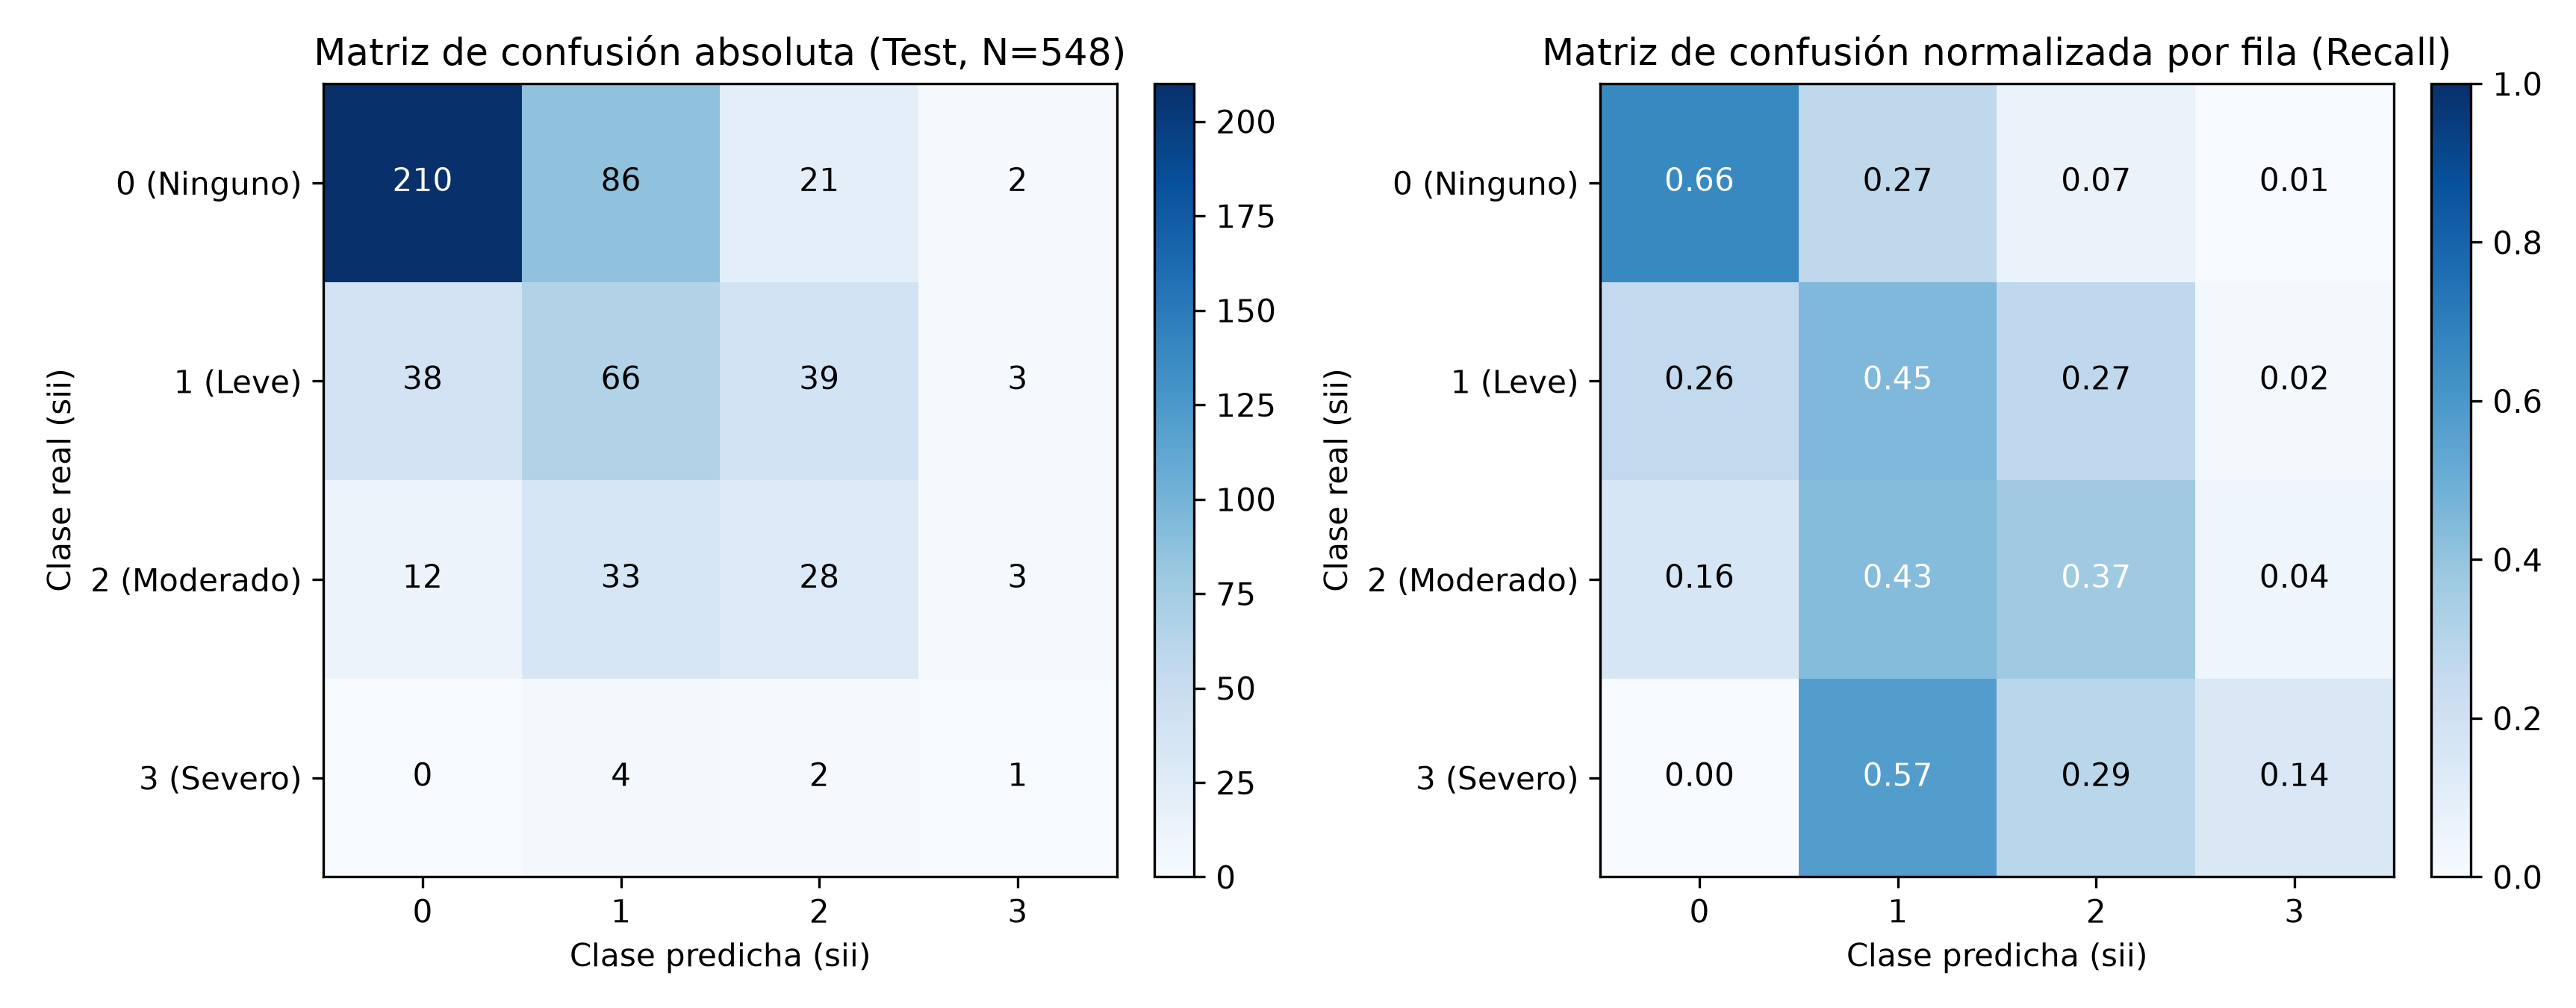 Matriz de confusión absoluta (Test, N=548)
0 (Ninguno) 210 86 21 2
1 (Leve) 38 66 39 3
2 (Moderado) 12 33 28 3
3 (Severo) 0 4 2 1
0 1 2 3
Clase predicha (sii)
Clase real (sii)
200
175
150
125
100
75
50
25
0
Matriz de confusión normalizada por fila (Recall)
0 (Ninguno) 0.66 0.27 0.07 0.01
1 (Leve) 0.26 0.45 0.27 0.02
2 (Moderado) 0.16 0.43 0.37 0.04
3 (Severo) 0.00 0.57 0.29 0.14
0 1 2 3
Clase predicha (sii)
Clase real (sii)
1.0
0.8
0.6
0.4
0.2
0.0